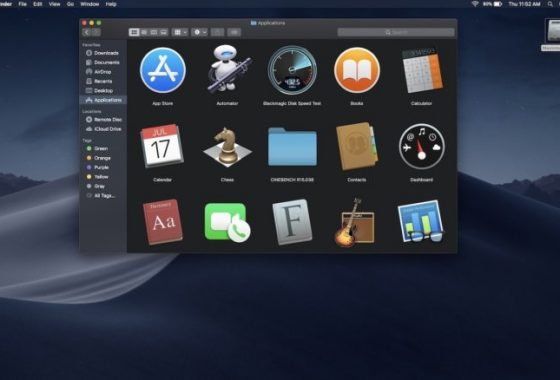 Finder File Edit View Go Window Help
80% Thu 11:52 AM
Applications
Search
Favorites
Downloads
Documents
AirDrop
Recents
Desktop
Applications
Locations
Remote Disc
iCloud Drive
Tags
Green
Orange
Purple
Yellow
Gray
All Tags...
App Store
Automator
Blackmagic Disk Speed Test
Books
Calculator
JUL
17
Calendar
Chess
CINEBENCH R15.038
Contacts
Dashboard
Dictionary
Aa
F